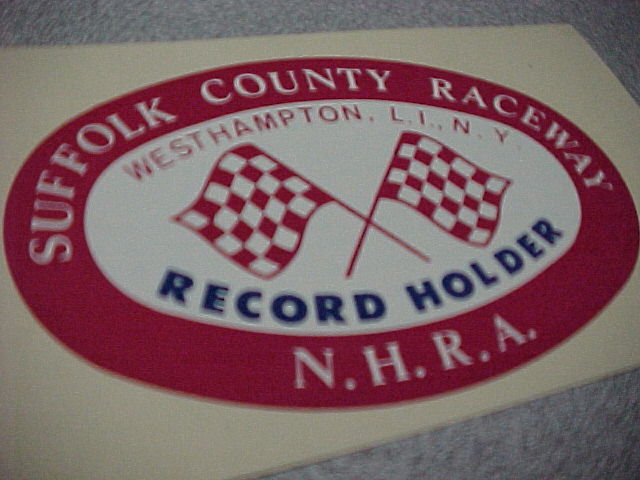 SUFFOLK COUNTY RACEWAY
WESTHAMPTON, L.I., N.Y.
RECORD HOLDER
N.H.R.A.